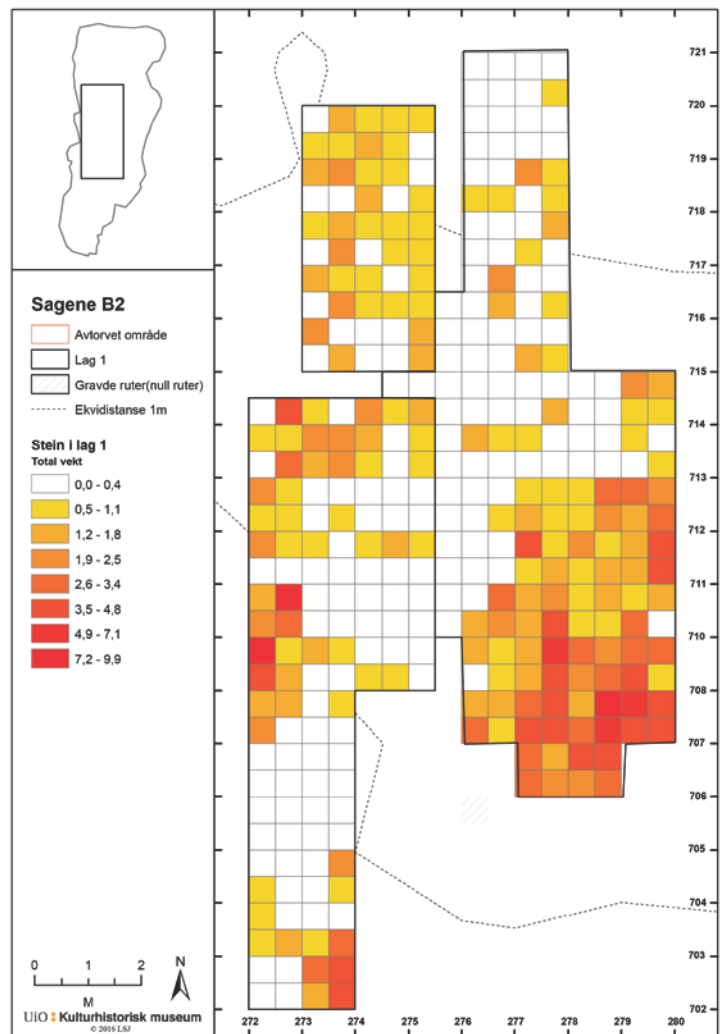 Sagene B2
Avtorvet område
Lag 1
Gravde ruter(null ruter)
Ekvidistanse 1m
Stein i lag 1
Total vekt
0,0 - 0,4
0,5 - 1,1
1,2 - 1,8
1,9 - 2,5
2,6 - 3,4
3,5 - 4,8
4,9 - 7,1
7,2 - 9,9
0 1 2
M
N
UiO Kulturhistorisk museum
© 2016 LSJ
721
720
719
718
717
716
715
714
713
712
711
710
708
707
706
705
704
703
702
272 273 274 275 276 277 278 279 280